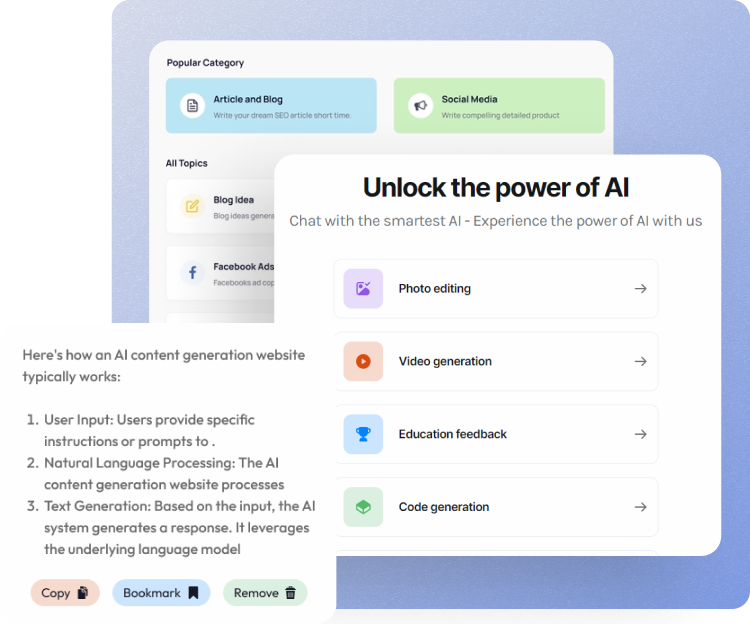 Popular Category
Article and Blog
Write your dream SEO article short time.
Social Media
Write compelling detailed product
All Topics
Blog Idea
Blog ideas genera
Facebook Ads
Facebooks ad cop
Unlock the power of AI
Chat with the smartest AI - Experience the power of AI with us
Photo editing
Video generation
Education feedback
Code generation
Here's how an AI content generation website
typically works:
1. User Input: Users provide specific
instructions or prompts to .
2. Natural Language Processing: The AI
content generation website processes
3. Text Generation: Based on the input, the AI
system generates a response. It leverages
the underlying language model
Copy
Bookmark
Remove